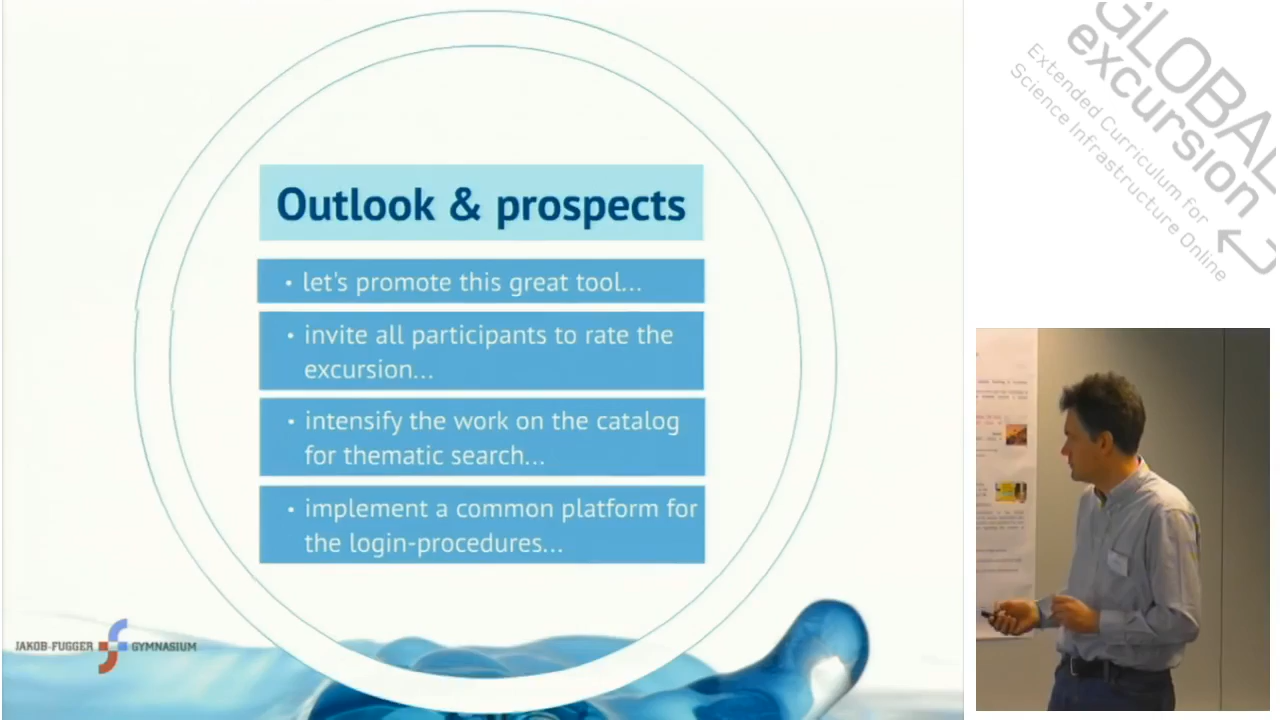 Outlook & prospects
• let's promote this great tool...
• invite all participants to rate the
excursion...
• intensify the work on the catalog
for thematic search...
• implement a common platform for
the login-procedures...
JAKOB-FUGGER GYMNASIUM
GLOBAL
excursion
Extended Curriculum for
Science Infrastructure Online